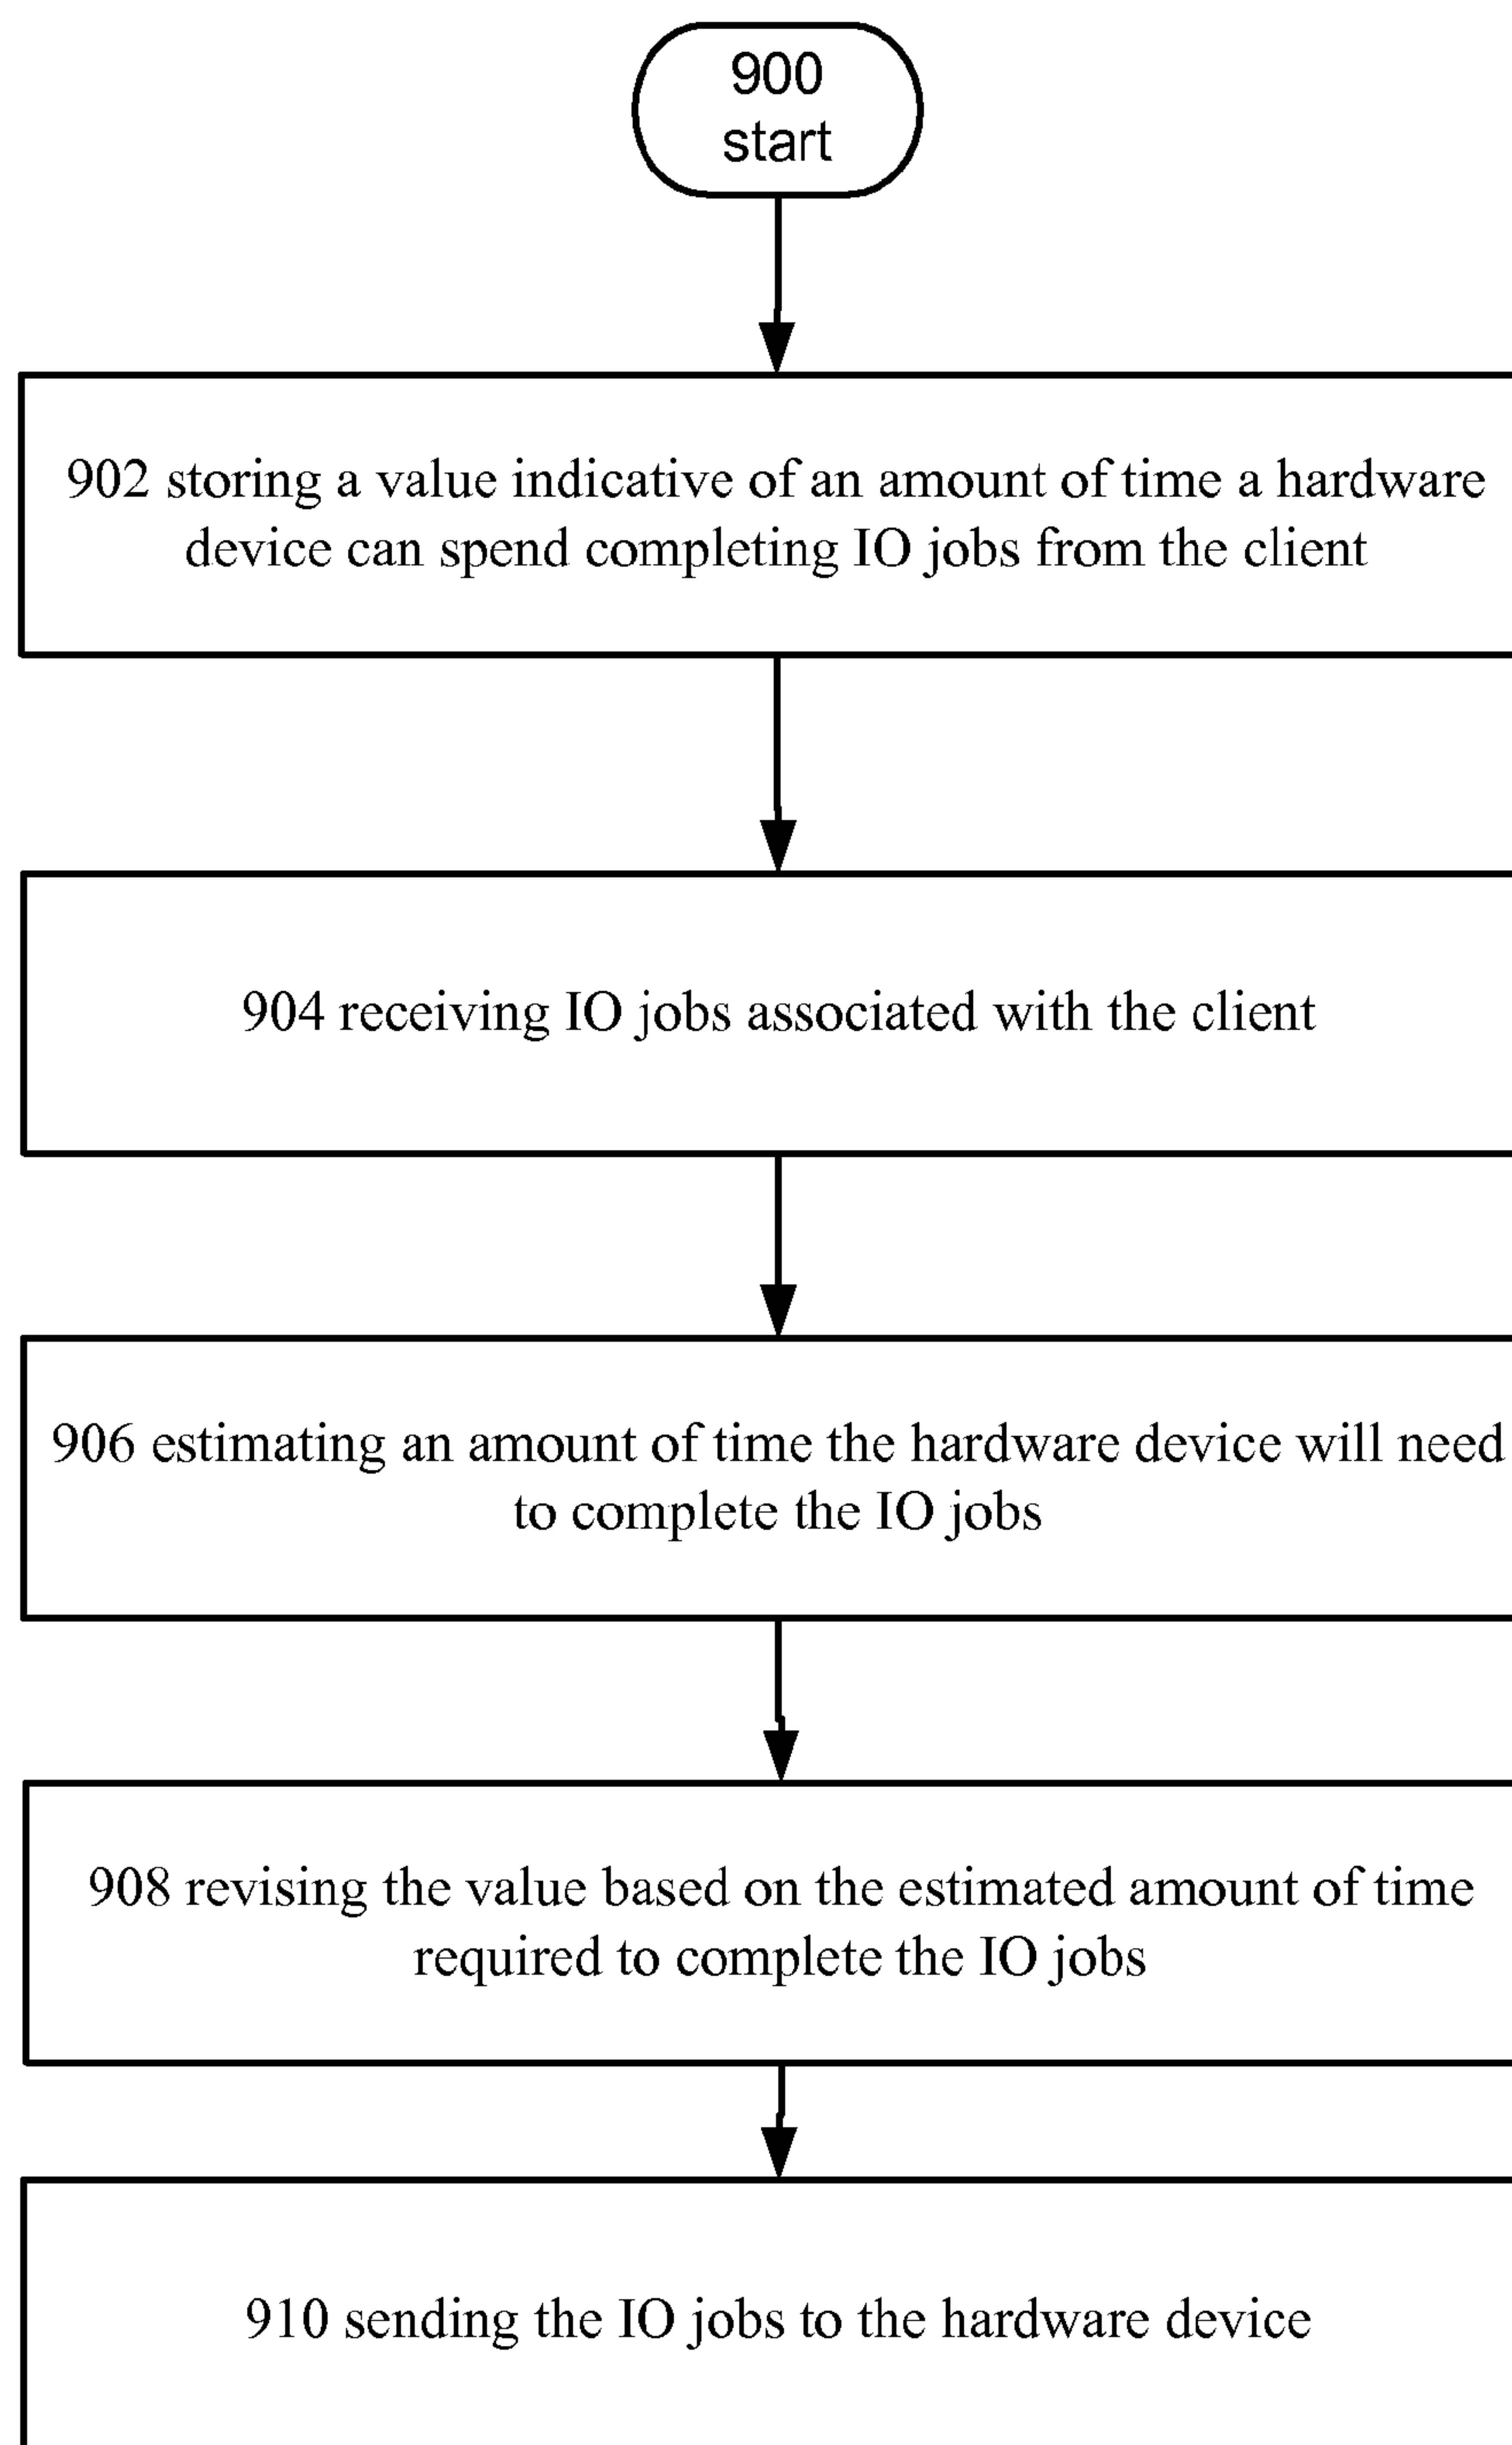 900
start
902 storing a value indicative of an amount of time a hardware
device can spend completing IO jobs from the client
904 receiving IO jobs associated with the client
906 estimating an amount of time the hardware device will need
to complete the IO jobs
908 revising the value based on the estimated amount of time
required to complete the IO jobs
910 sending the IO jobs to the hardware device